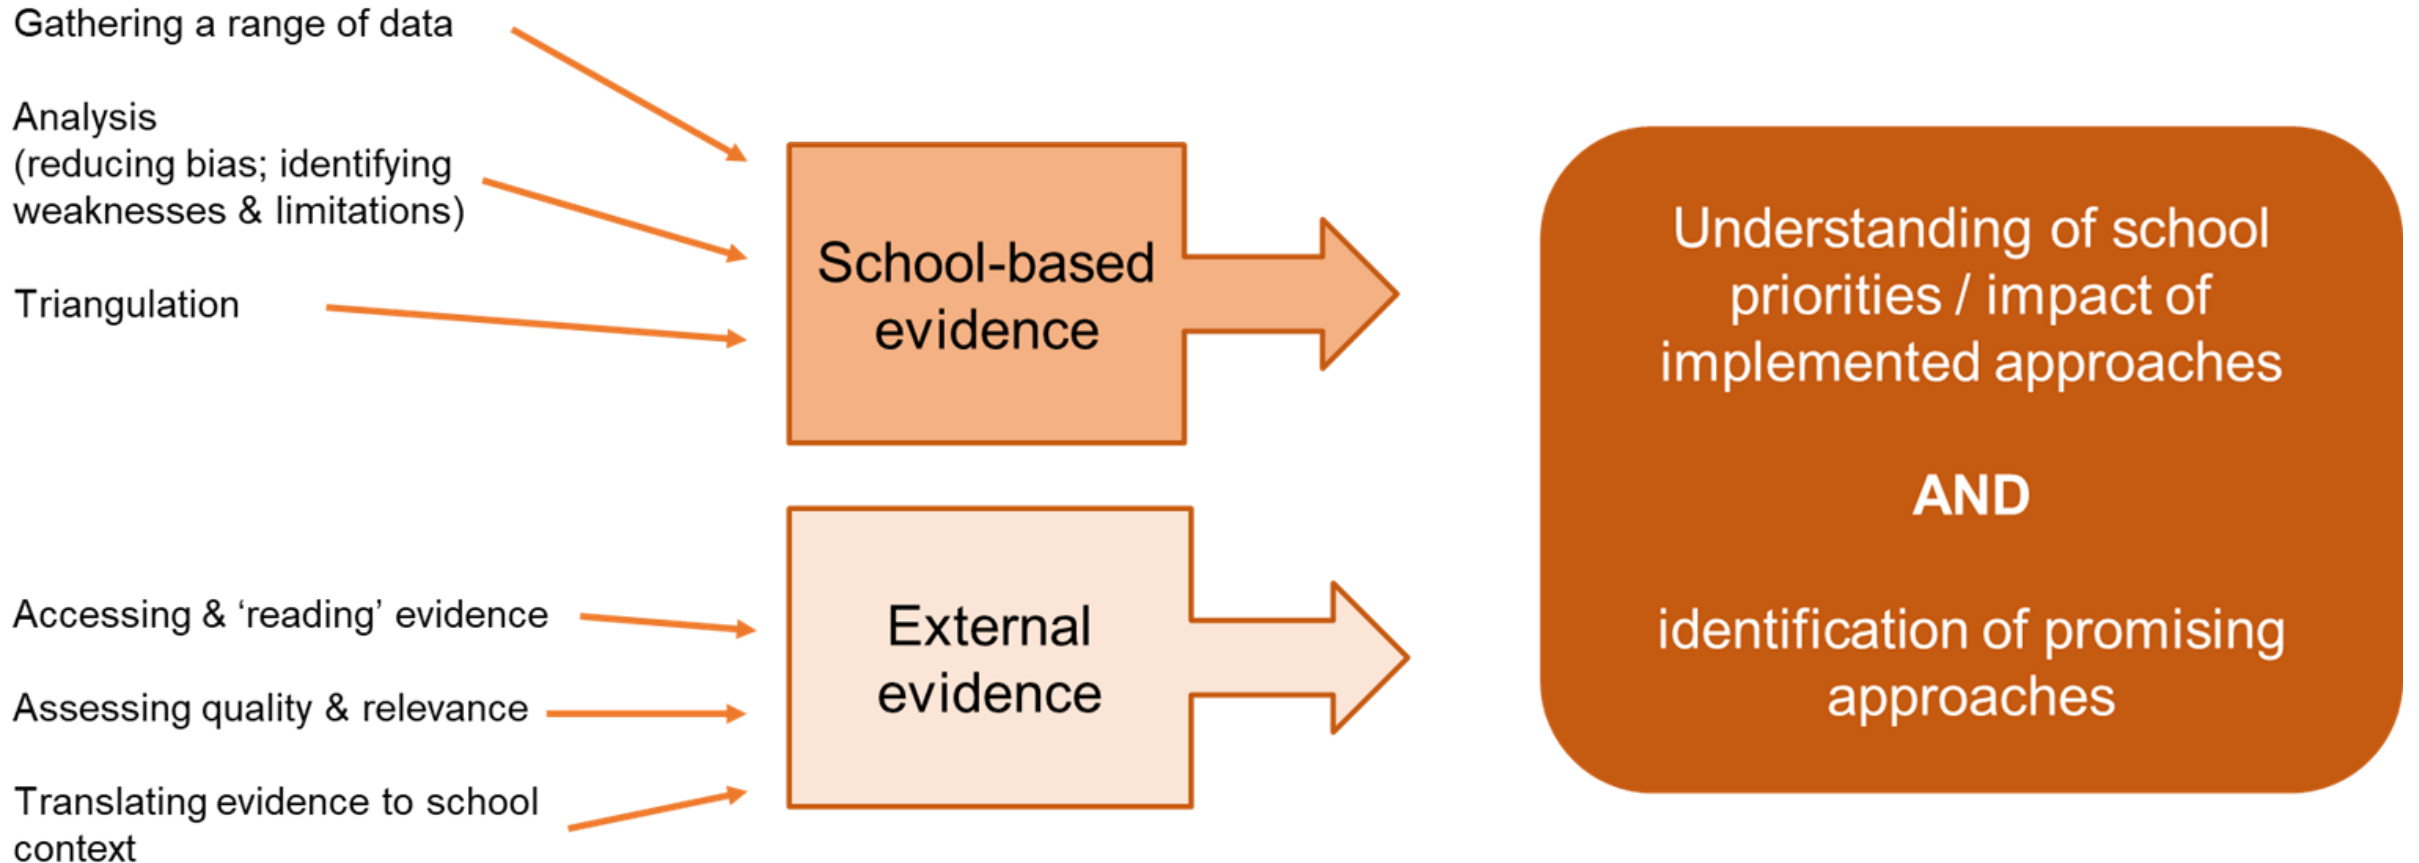 Gathering a range of data
Analysis
(reducing bias; identifying
weaknesses & limitations)
Triangulation
School-based
evidence
Accessing & ‘reading’ evidence
Assessing quality & relevance
Translating evidence to school
context
External
evidence
Understanding of school
priorities / impact of
implemented approaches
AND
identification of promising
approaches